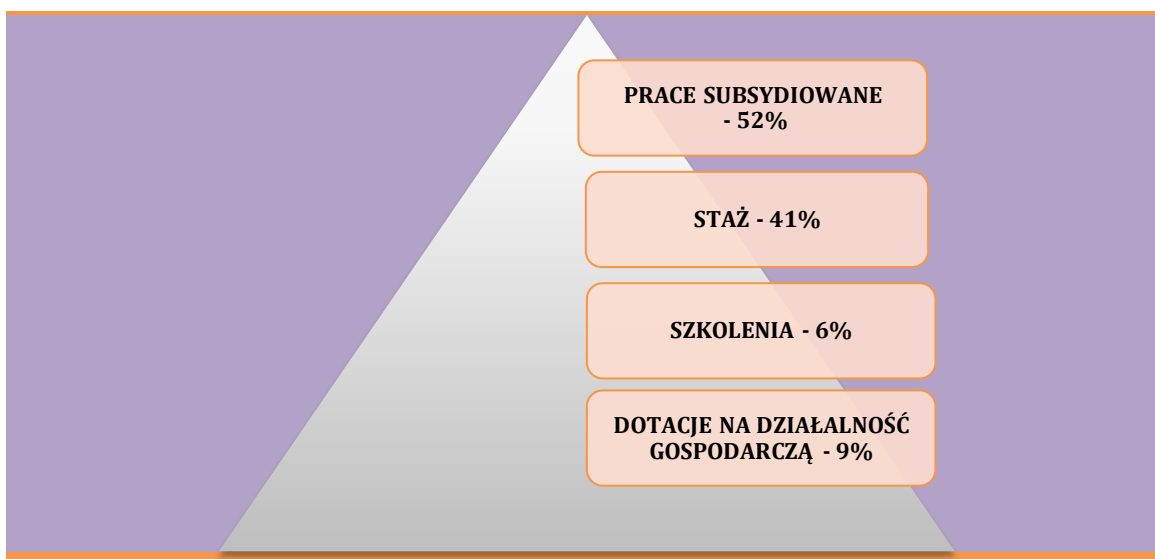 PRACE SUBSYDIOWANE
- 52%
STAŻ - 41%
SZKOLENIA - 6%
DOTACJE NA DZIAŁALNOŚĆ
GOSPODARCZĄ - 9%